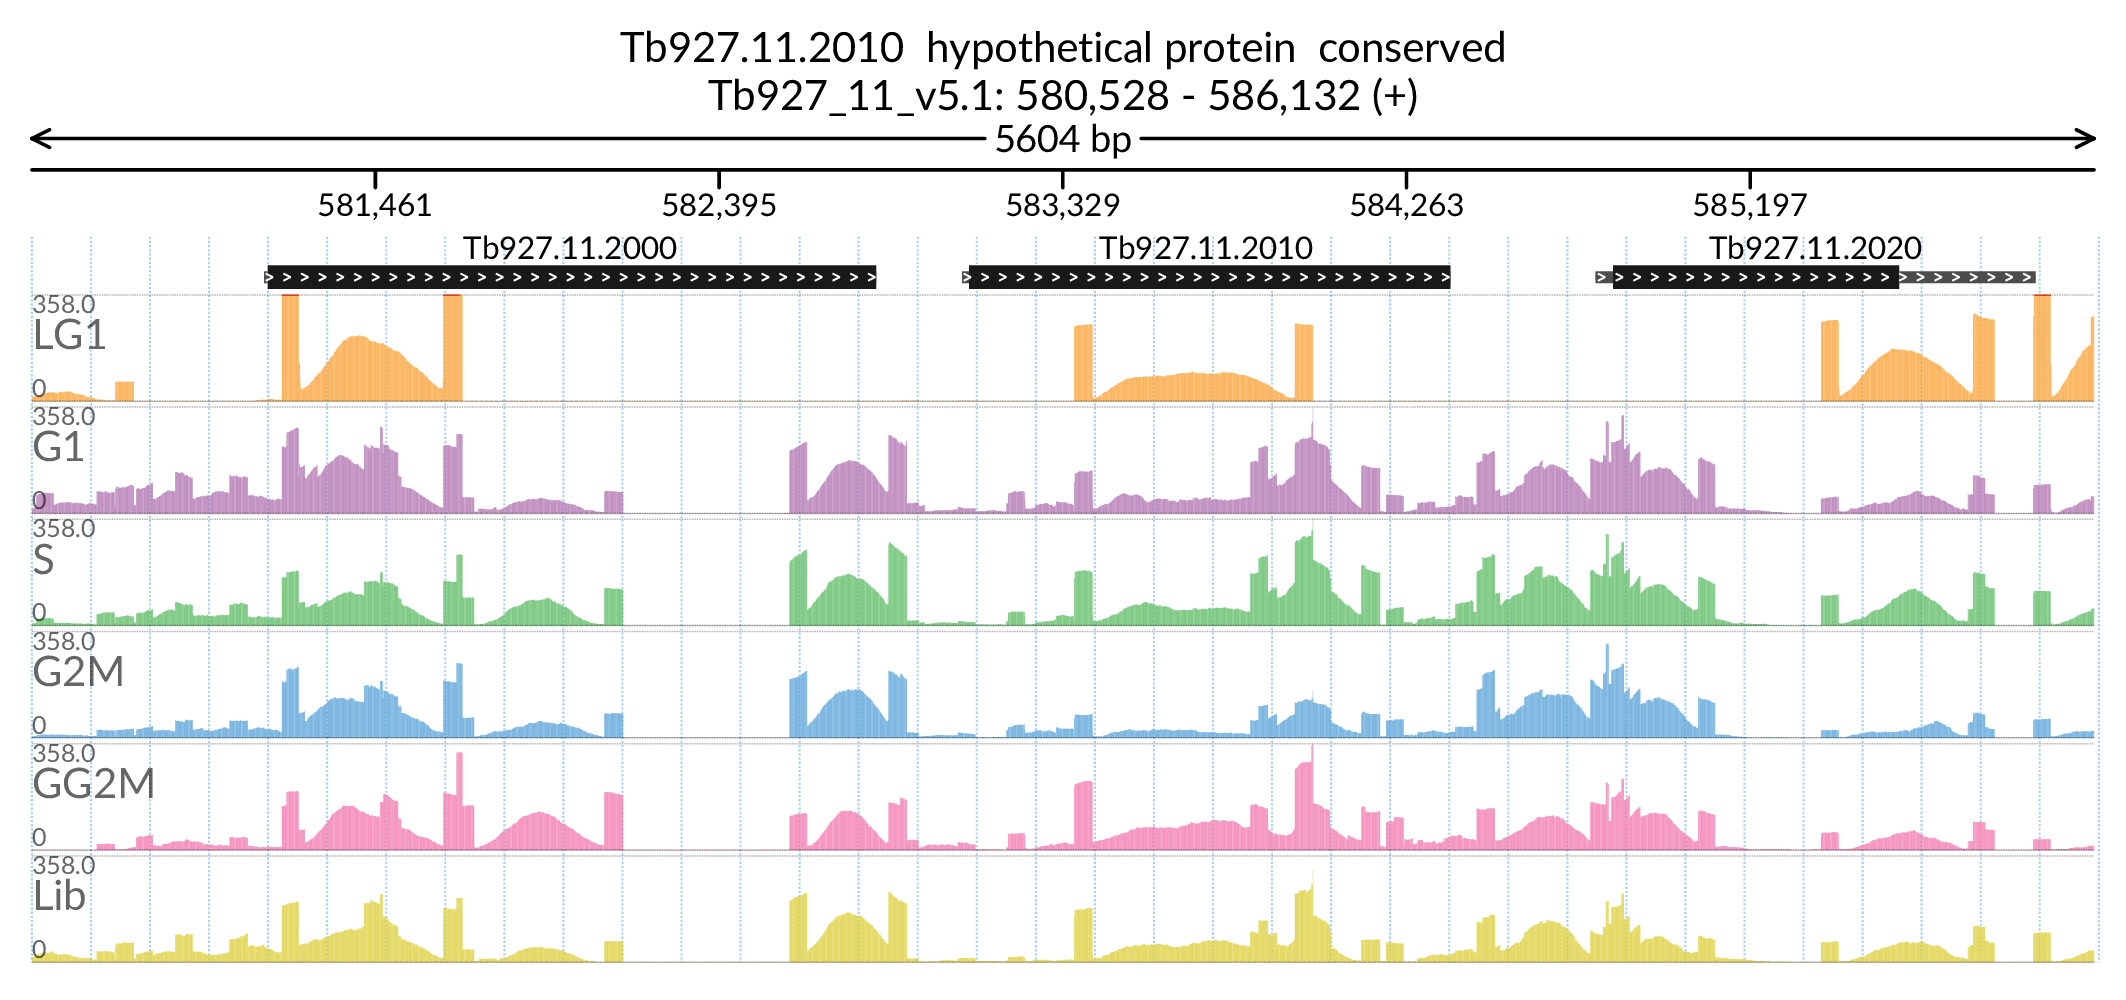 Tb927.11.2010 hypothetical protein conserved
Tb927_11_v5.1: 580,528 - 586,132 (+)
5604 bp
581,461 582,395 583,329 584,263 585,197
Tb927.11.2000 Tb927.11.2010 Tb927.11.2020
358.0
LG1
0
358.0
G1
0
358.0
S
0
358.0
G2M
0
358.0
GG2M
0
358.0
Lib
0